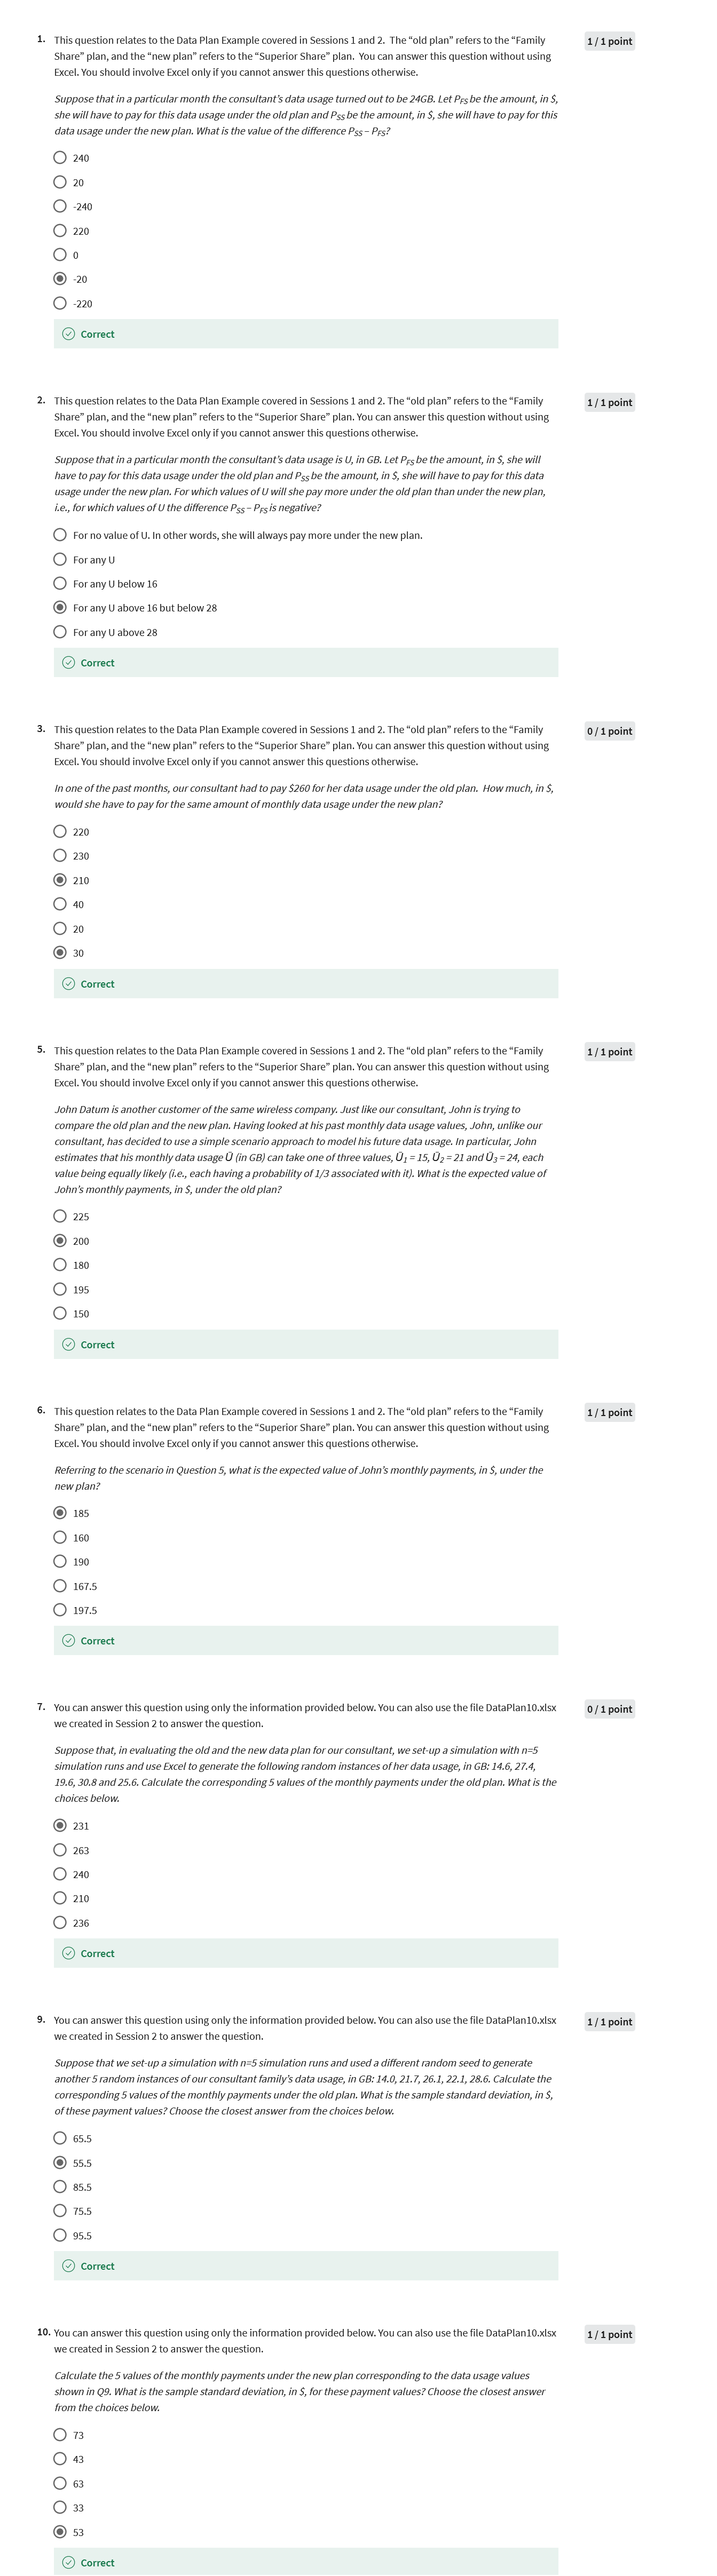 1. This question relates to the Data Plan Example covered in Sessions 1 and 2. The “old plan” refers to the “Family
1 / 1 point
Share” plan, and the “new plan” refers to the “Superior Share” plan. You can answer this question without using
Excel. You should involve Excel only if you cannot answer this questions otherwise.
Suppose that in a particular month the consultant’s data usage turned out to be 24GB. Let PFS be the amount, in $,
she will have to pay for this data usage under the old plan and PSS be the amount, in $, she will have to pay for this
data usage under the new plan. What is the value of the difference PSS – PFS?
240
20
-240
220
0
-20
-220
Correct
2. This question relates to the Data Plan Example covered in Sessions 1 and 2. The “old plan” refers to the “Family
1 / 1 point
Share” plan, and the “new plan” refers to the “Superior Share” plan. You can answer this question without using
Excel. You should involve Excel only if you cannot answer this questions otherwise.
Suppose that in a particular month the consultant’s data usage is U, in GB. Let PFS be the amount, in $, she will
have to pay for this data usage under the old plan and PSS be the amount, in $, she will have to pay for this data
usage under the new plan. For which values of U will she pay more under the old plan than under the new plan,
i.e., for which values of U the difference PSS – PFS is negative?
For no value of U. In other words, she will always pay more under the new plan.
For any U
For any U below 16
For any U above 16 but below 28
For any U above 28
Correct
3. This question relates to the Data Plan Example covered in Sessions 1 and 2. The “old plan” refers to the “Family
0 / 1 point
Share” plan, and the “new plan” refers to the “Superior Share” plan. You can answer this question without using
Excel. You should involve Excel only if you cannot answer this questions otherwise.
In one of the past months, our consultant had to pay $260 for her data usage under the old plan. How much, in $,
would she have to pay for the same amount of monthly data usage under the new plan?
220
230
210
40
20
30
Correct
5. This question relates to the Data Plan Example covered in Sessions 1 and 2. The “old plan” refers to the “Family
1 / 1 point
Share” plan, and the “new plan” refers to the “Superior Share” plan. You can answer this question without using
Excel. You should involve Excel only if you cannot answer this questions otherwise.
John Datum is another customer of the same wireless company. Just like our consultant, John is trying to
compare the old plan and the new plan. Having looked at his past monthly data usage values, John, unlike our
consultant, has decided to use a simple scenario approach to model his future data usage. In particular, John
estimates that his monthly data usage Ũ (in GB) can take one of three values, Ũ1 = 15, Ũ2 = 21 and Ũ3 = 24, each
value being equally likely (i.e., each having a probability of 1/3 associated with it). What is the expected value of
John’s monthly payments, in $, under the old plan?
225
200
180
195
150
Correct
6. This question relates to the Data Plan Example covered in Sessions 1 and 2. The “old plan” refers to the “Family
1 / 1 point
Share” plan, and the “new plan” refers to the “Superior Share” plan. You can answer this question without using
Excel. You should involve Excel only if you cannot answer this questions otherwise.
Referring to the scenario in Question 5, what is the expected value of John’s monthly payments, in $, under the
new plan?
185
160
190
167.5
197.5
Correct
7. You can answer this question using only the information provided below. You can also use the file DataPlan10.xlsx
0 / 1 point
we created in Session 2 to answer the question.
Suppose that, in evaluating the old and the new data plan for our consultant, we set-up a simulation with n=5
simulation runs and use Excel to generate the following random instances of her data usage, in GB: 14.6, 27.4,
19.6, 30.8 and 25.6. Calculate the corresponding 5 values of the monthly payments under the old plan. What is the
choices below.
231
263
240
210
236
Correct
9. You can answer this question using only the information provided below. You can also use the file DataPlan10.xlsx
1 / 1 point
we created in Session 2 to answer the question.
Suppose that we set-up a simulation with n=5 simulation runs and used a different random seed to generate
another 5 random instances of our consultant family’s data usage, in GB: 14.0, 21.7, 26.1, 22.1, 28.6. Calculate the
corresponding 5 values of the monthly payments under the old plan. What is the sample standard deviation, in $,
of these payment values? Choose the closest answer from the choices below.
65.5
55.5
85.5
75.5
95.5
Correct
10. You can answer this question using only the information provided below. You can also use the file DataPlan10.xlsx
1 / 1 point
we created in Session 2 to answer the question.
Calculate the 5 values of the monthly payments under the new plan corresponding to the data usage values
shown in Q9. What is the sample standard deviation, in $, for these payment values? Choose the closest answer
from the choices below.
73
43
63
33
53
Correct